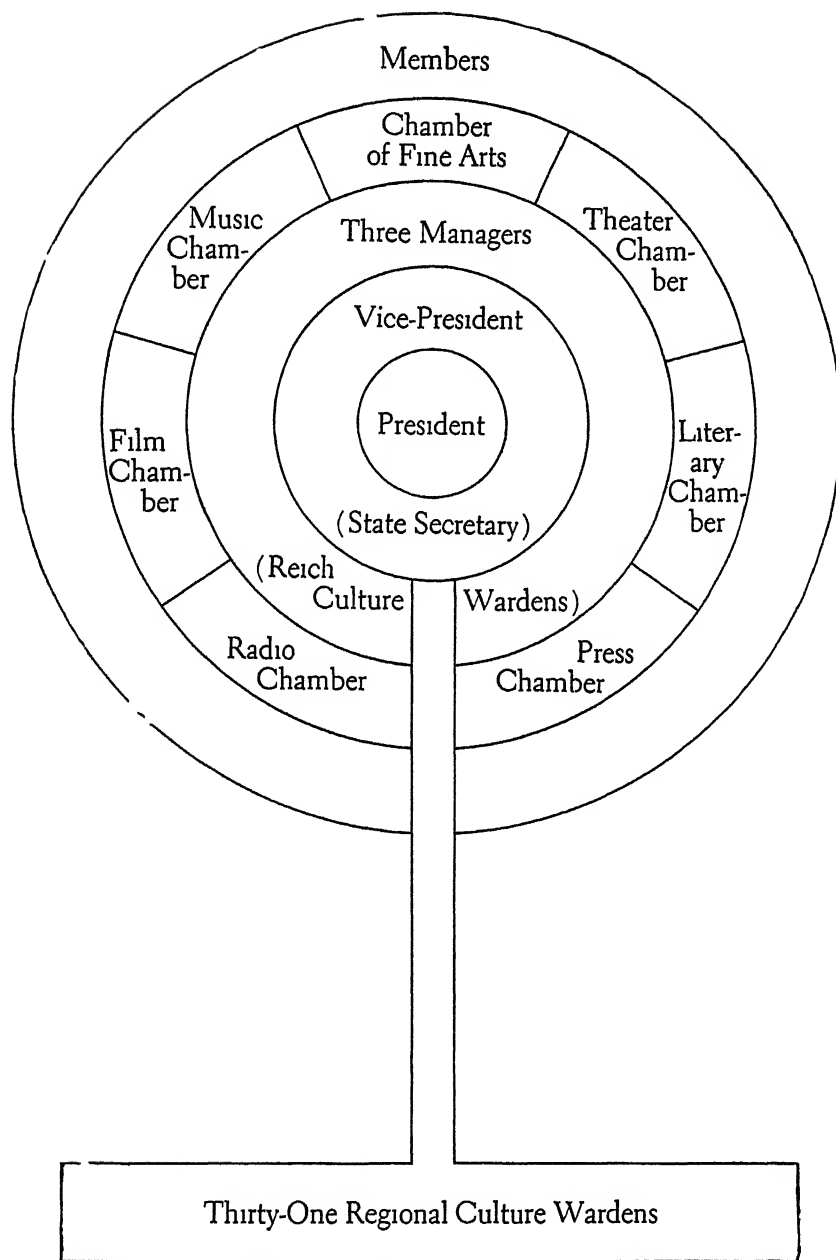 Members
Chamber
of Fine Arts
Music
Cham-
ber
Three Managers
Theater
Cham-
ber
Vice-President
President
Film
Cham-
ber
Liter-
ary
Cham-
ber
(State Secretary)
(Reich
Culture
Wardens)
Radio
Chamber
Press
Chamber
Thirty-One Regional Culture Wardens